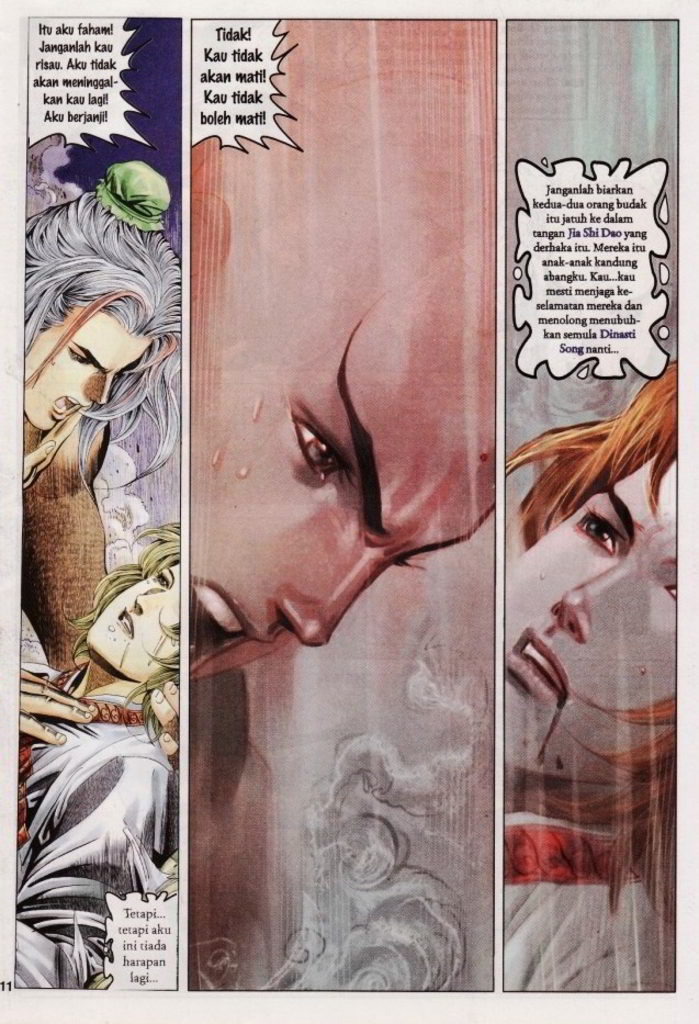 Itu aku faham!
Janganlah kau
risau. Aku tidak
akan meninggal-
kan kau lagi!
Aku berjanji!
Tetapi...
tetapi aku
ini tiada
harapan
lagi...
Tidak!
Kau tidak
akan mati!
Kau tidak
boleh mati!
Janganlah biarkan
kedua-dua orang budak
itu jatuh ke dalam
tangan Jia Shi Dao yang
derhaka itu. Mereka itu
anak-anak kandung
abangku. Kau...kau
mesti menjaga ke-
selamatan mereka dan
menolong menubuh-
kan semula Dinasti
Song nanti...
11